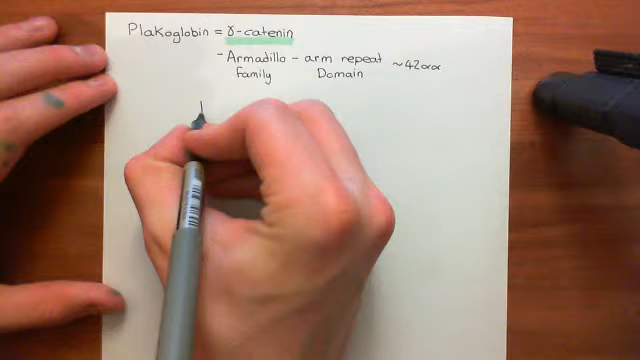 Plakoglobin = γ-catenin
- Armadillo - arm repeat ~42aa
Family Domain